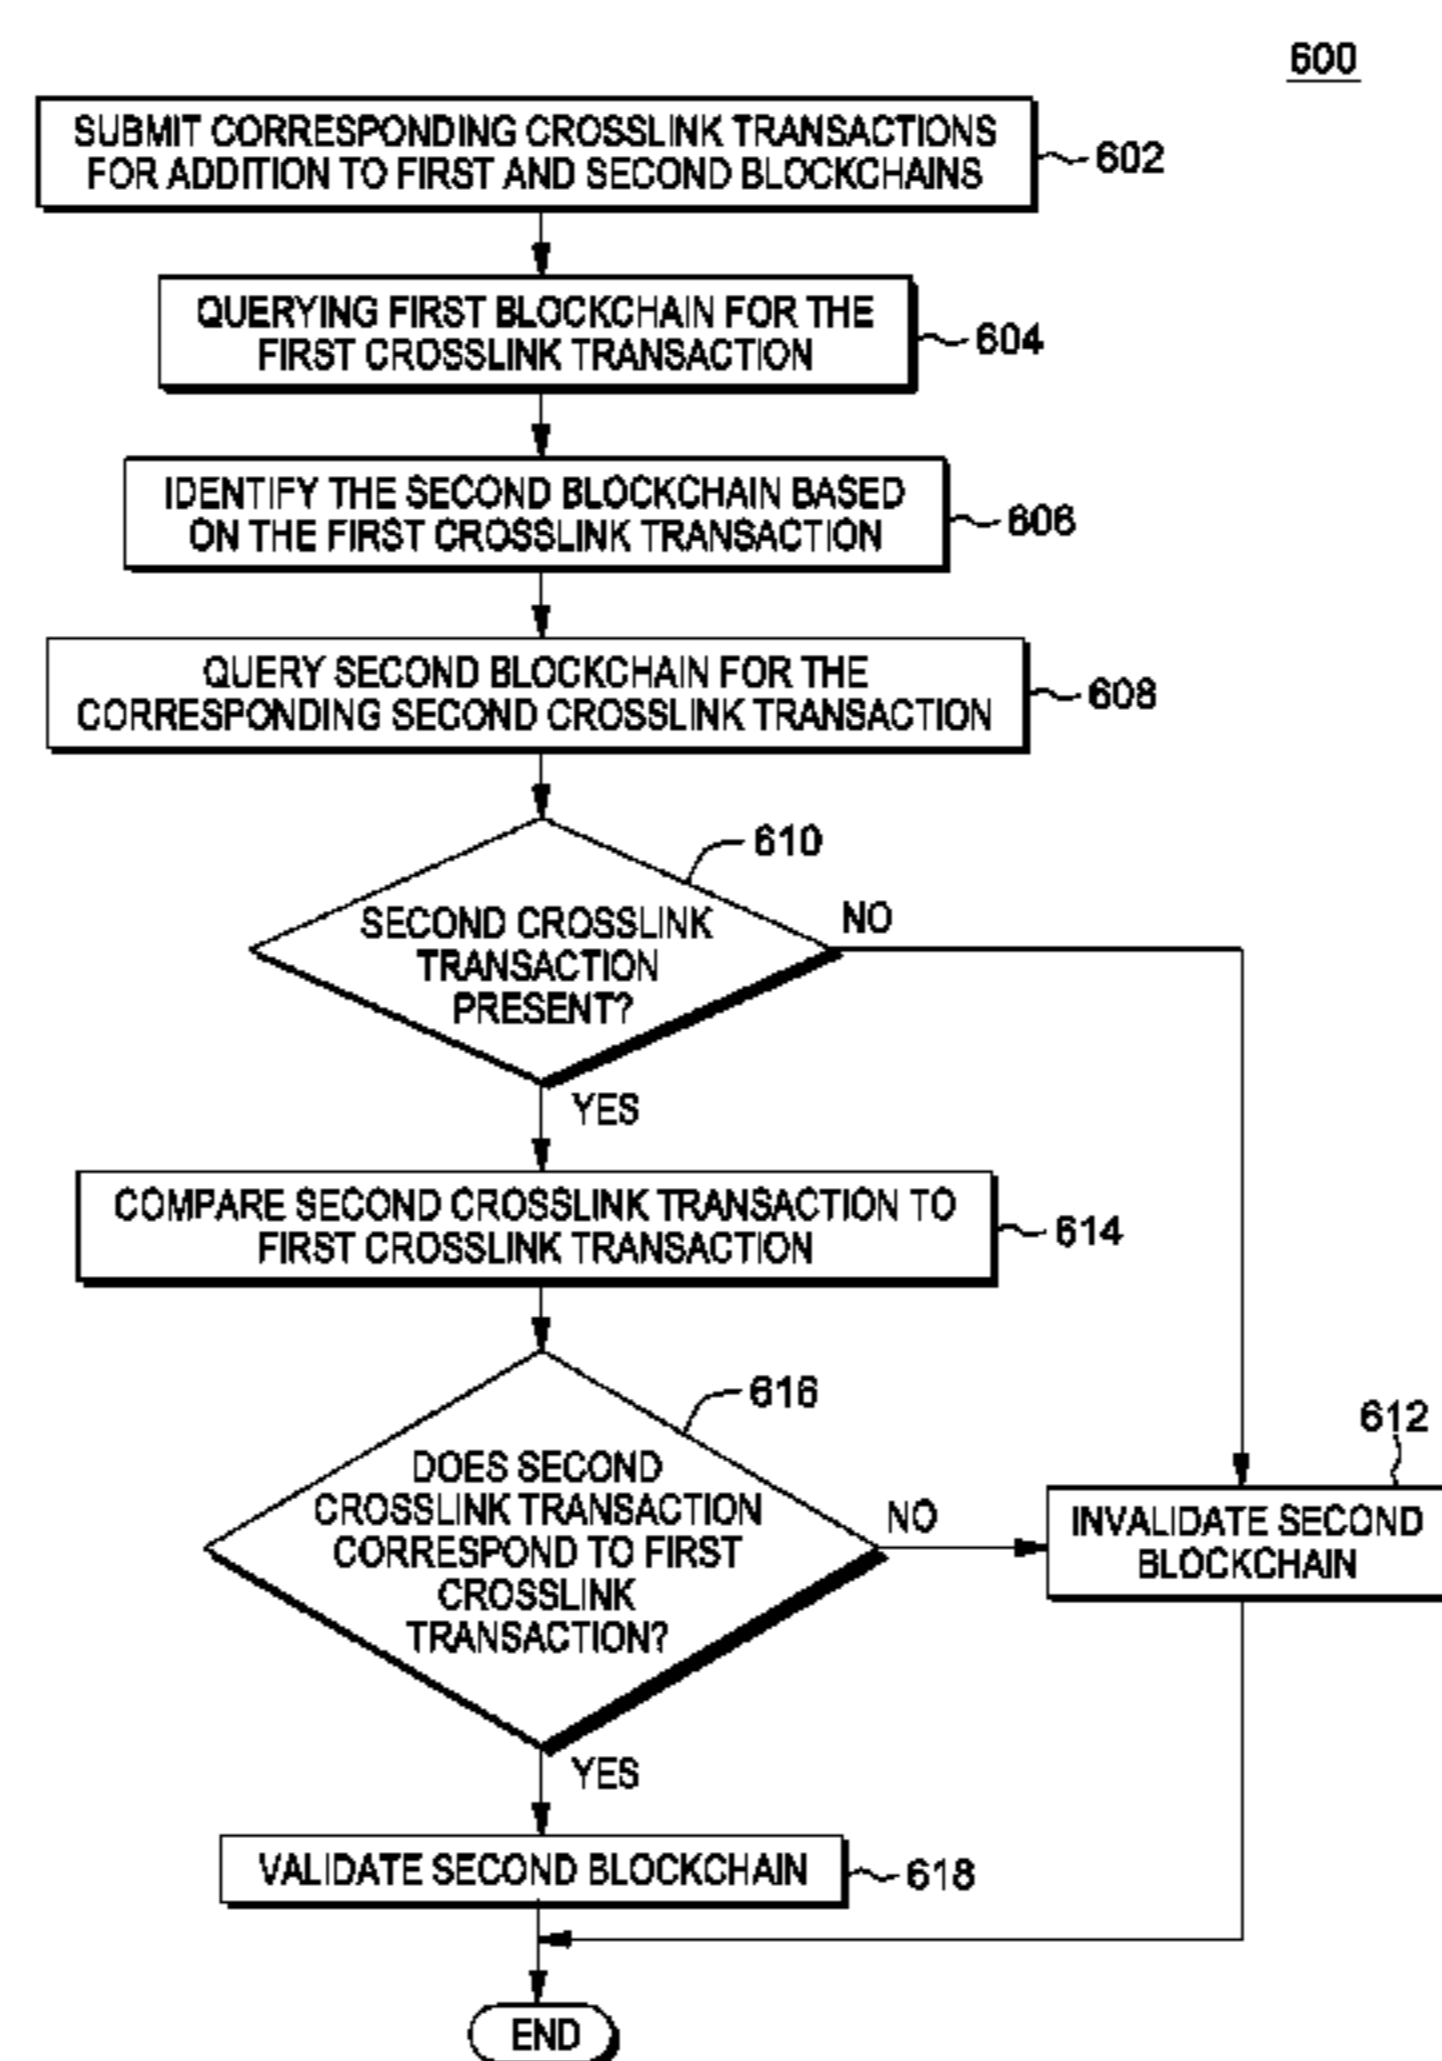 600
SUBMIT CORRESPONDING CROSSLINK TRANSACTIONS
FOR ADDITION TO FIRST AND SECOND BLOCKCHAINS
602
QUERYING FIRST BLOCKCHAIN FOR THE
FIRST CROSSLINK TRANSACTION
604
IDENTIFY THE SECOND BLOCKCHAIN BASED
ON THE FIRST CROSSLINK TRANSACTION
606
QUERY SECOND BLOCKCHAIN FOR THE
CORRESPONDING SECOND CROSSLINK TRANSACTION
608
610
SECOND CROSSLINK
TRANSACTION
PRESENT?
NO
YES
COMPARE SECOND CROSSLINK TRANSACTION TO
FIRST CROSSLINK TRANSACTION
614
616
DOES SECOND
CROSSLINK TRANSACTION
CORRESPOND TO FIRST
CROSSLINK
TRANSACTION?
NO
612
INVALIDATE SECOND
BLOCKCHAIN
YES
VALIDATE SECOND BLOCKCHAIN
618
END